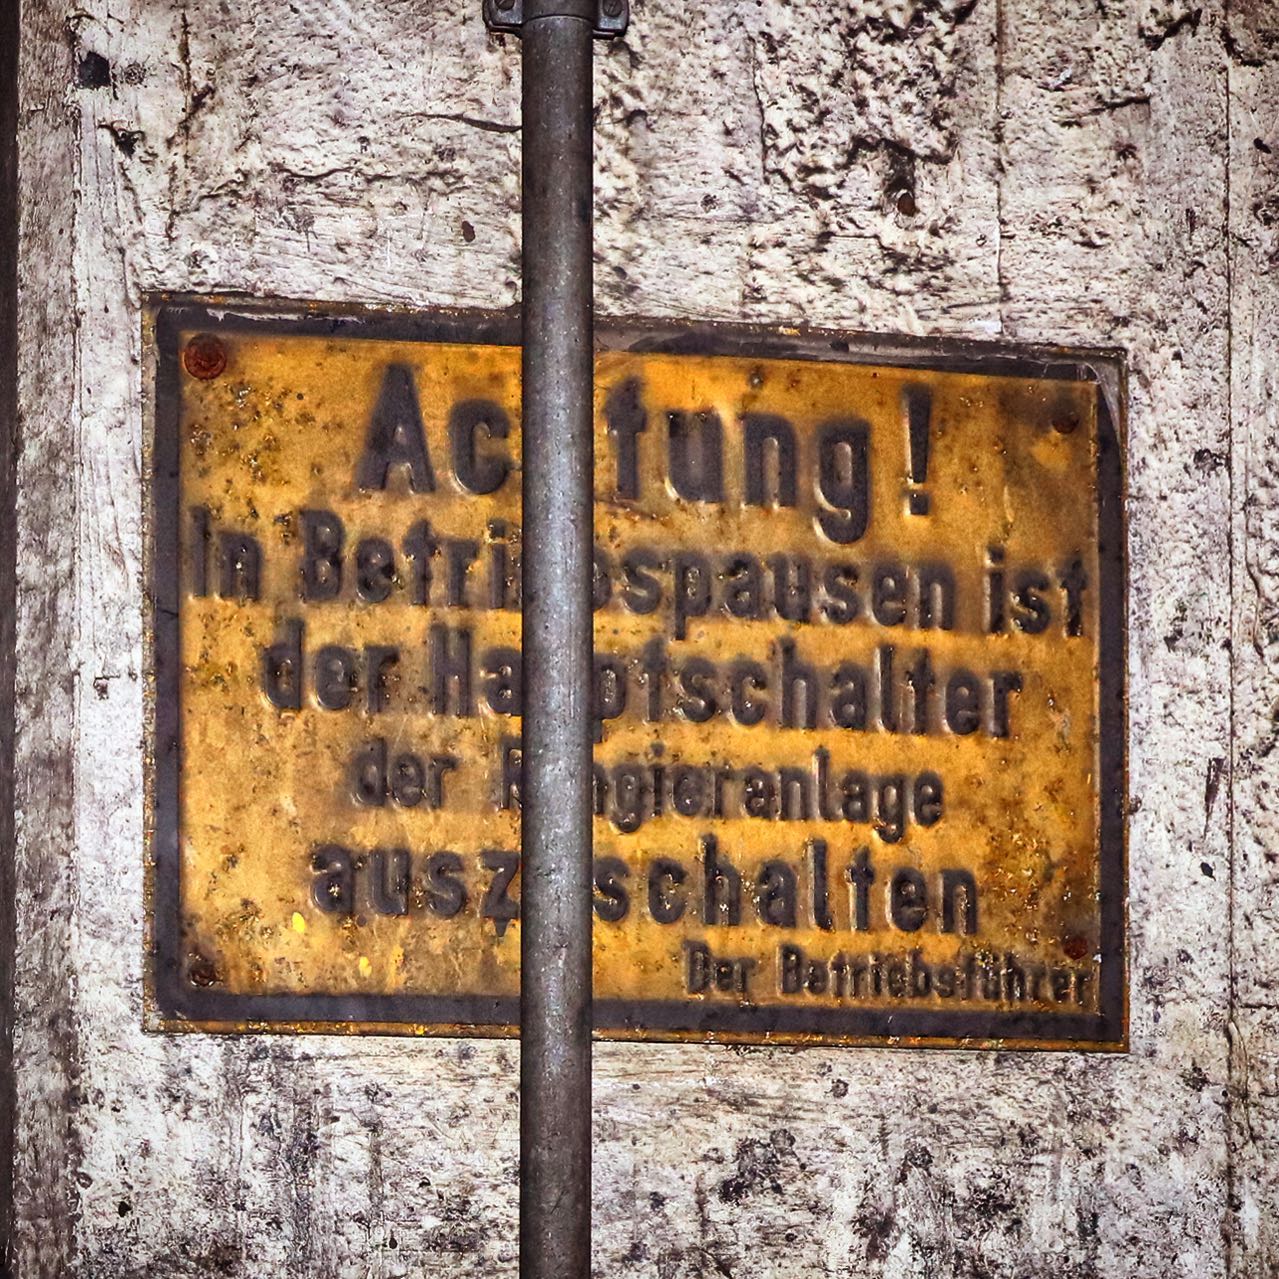 Achtung!
In Betriebspausen ist
der Hauptschalter
der Rangieranlage
auszuschalten
Der Betriebsführer